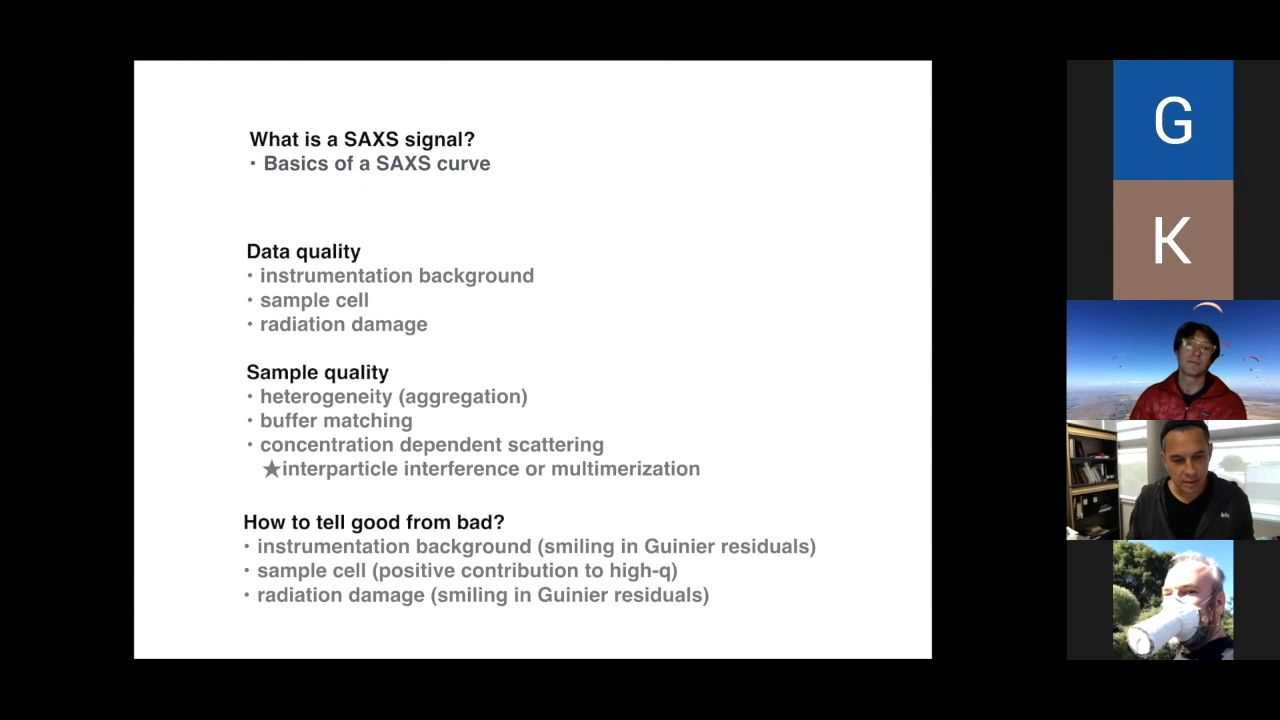 What is a SAXS signal?
• Basics of a SAXS curve
Data quality
• instrumentation background
• sample cell
• radiation damage
Sample quality
• heterogeneity (aggregation)
• buffer matching
• concentration dependent scattering
★interparticle interference or multimerization
How to tell good from bad?
• instrumentation background (smiling in Guinier residuals)
• sample cell (positive contribution to high-q)
• radiation damage (smiling in Guinier residuals)
G
K